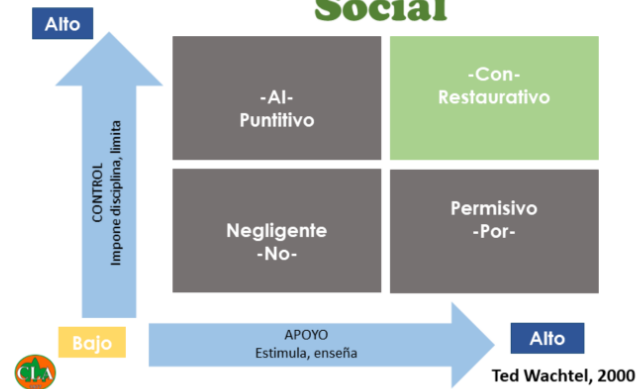 Social
Alto
-Al-
Puntitivo
-Con-
Restaurativo
CONTROL
Impone disciplina, limita
Negligente
-No-
Permisivo
-Por-
Bajo
APOYO
Estimula, enseña
Alto
CLA
Ted Wachtel, 2000